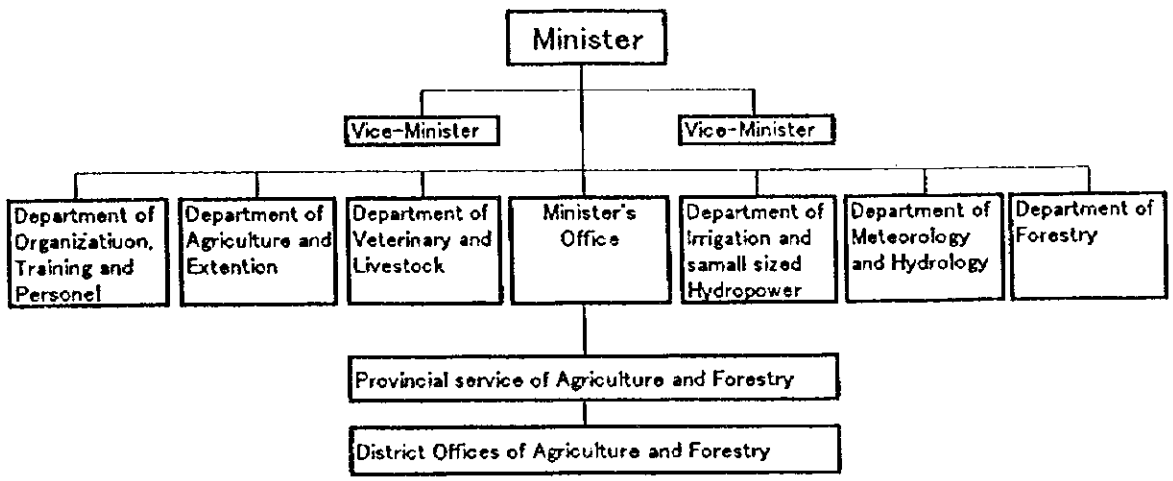 Minister
Vice-Minister
Vice-Minister
Department of
Organizatiuon,
Training and
Personel
Department of
Agriculture and
Extention
Department of
Veterinary and
Livestock
Minister's
Office
Department of
Irrigation and
samall sized
Hydropower
Department of
Meteorology
and Hydrology
Department of
Forestry
Provincial service of Agriculture and Forestry
District Offices of Agriculture and Forestry